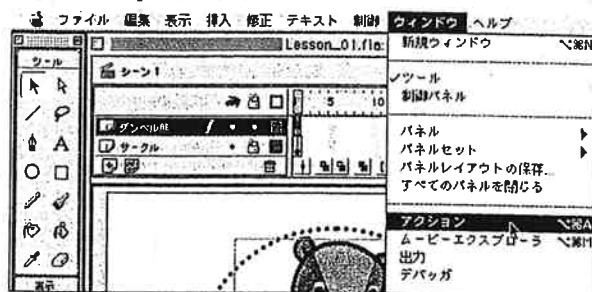 ファイル 編集 表示 挿入 修正 テキスト 制御 ウィンドウ ヘルプ
ツール
Lesson_01.fla:
シーン1
5 10
ダンベル前
サークル
表示
新規ウィンドウ ⌥⌘N
✓ツール
制御パネル
パネル
パネルセット
パネルレイアウトの保存...
すべてのパネルを閉じる
アクション ⌥⌘A
ムービーエクスプローラ ⌥⌘M
出力
デバッガ